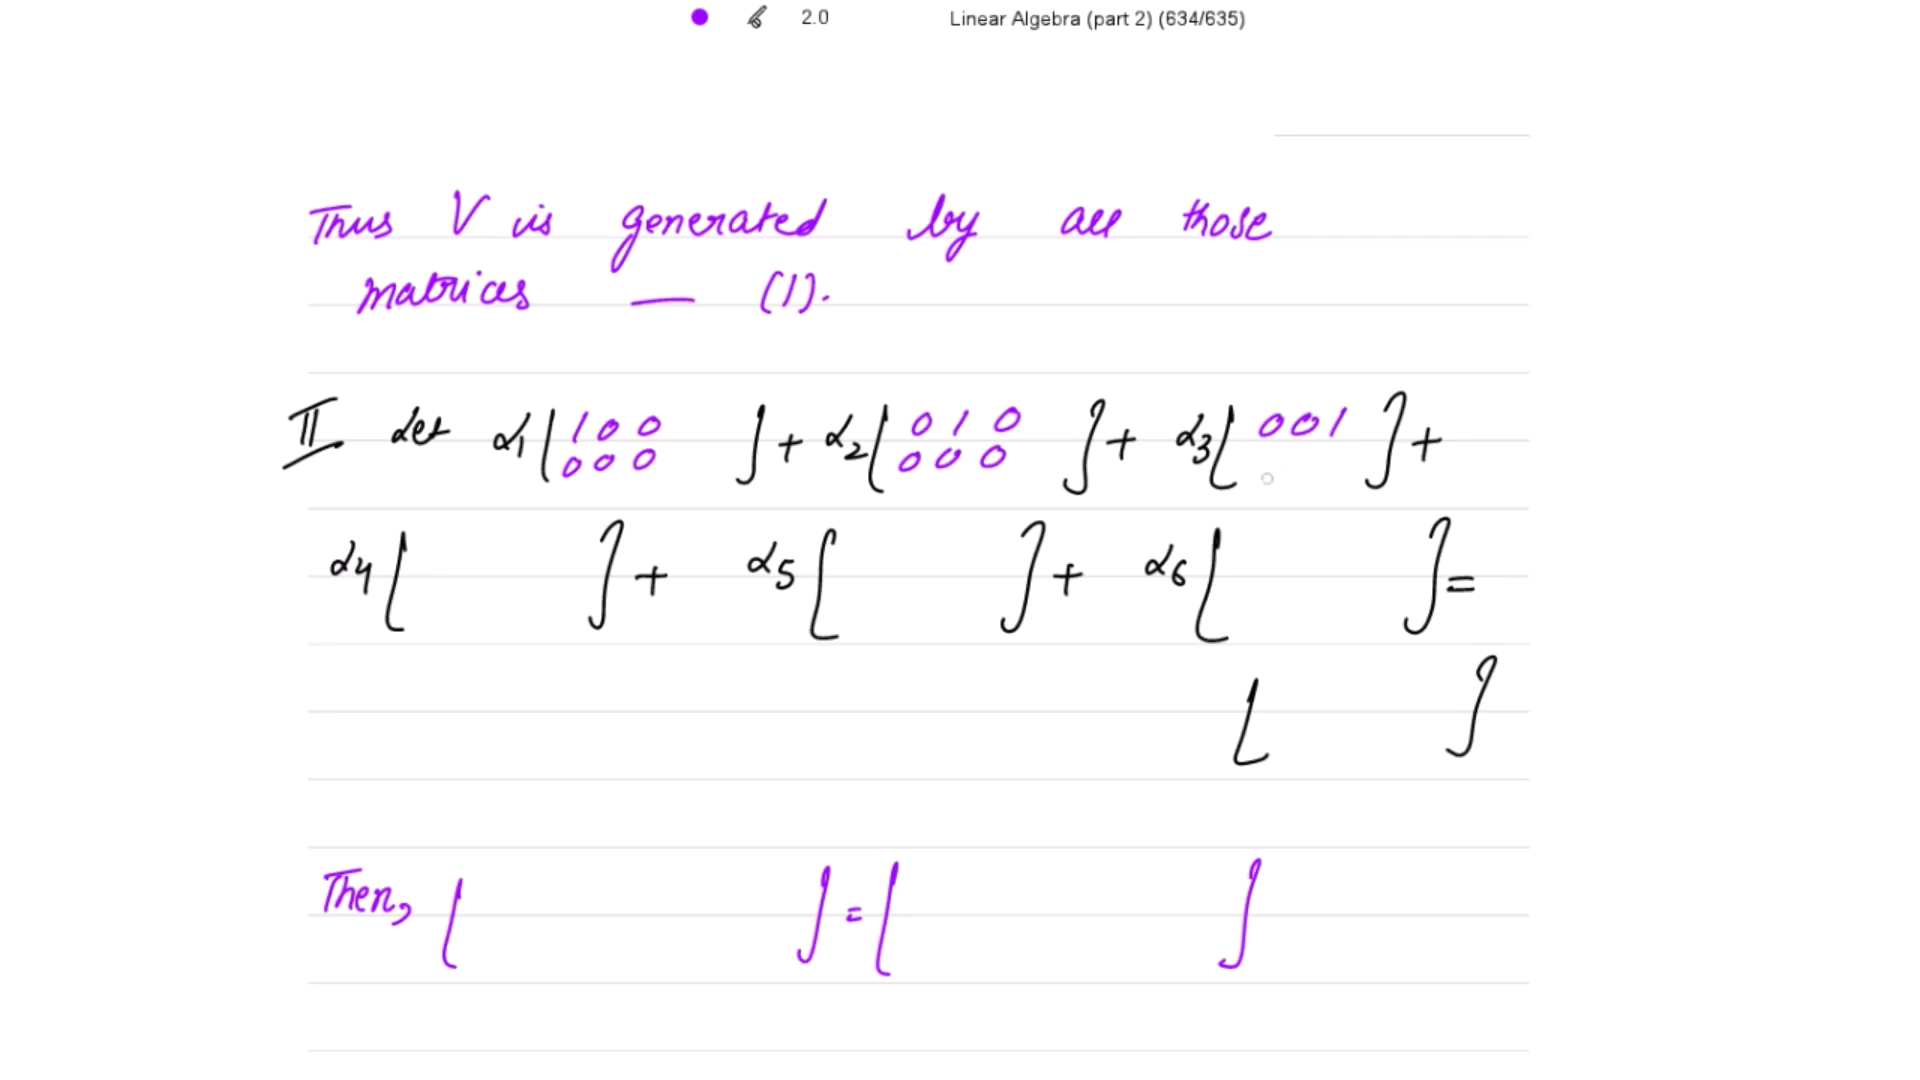 2.0 Linear Algebra (part 2) (634/635)
Thus V is generated by all those
matrices — (1).
II Let α1[1 0 0
0 0 0] + α2[0 1 0
0 0 0] + α3[0 0 1 ] +
α4[ ] + α5[ ] + α6[ ] =
[ ]
Then, [ ] = [ ]